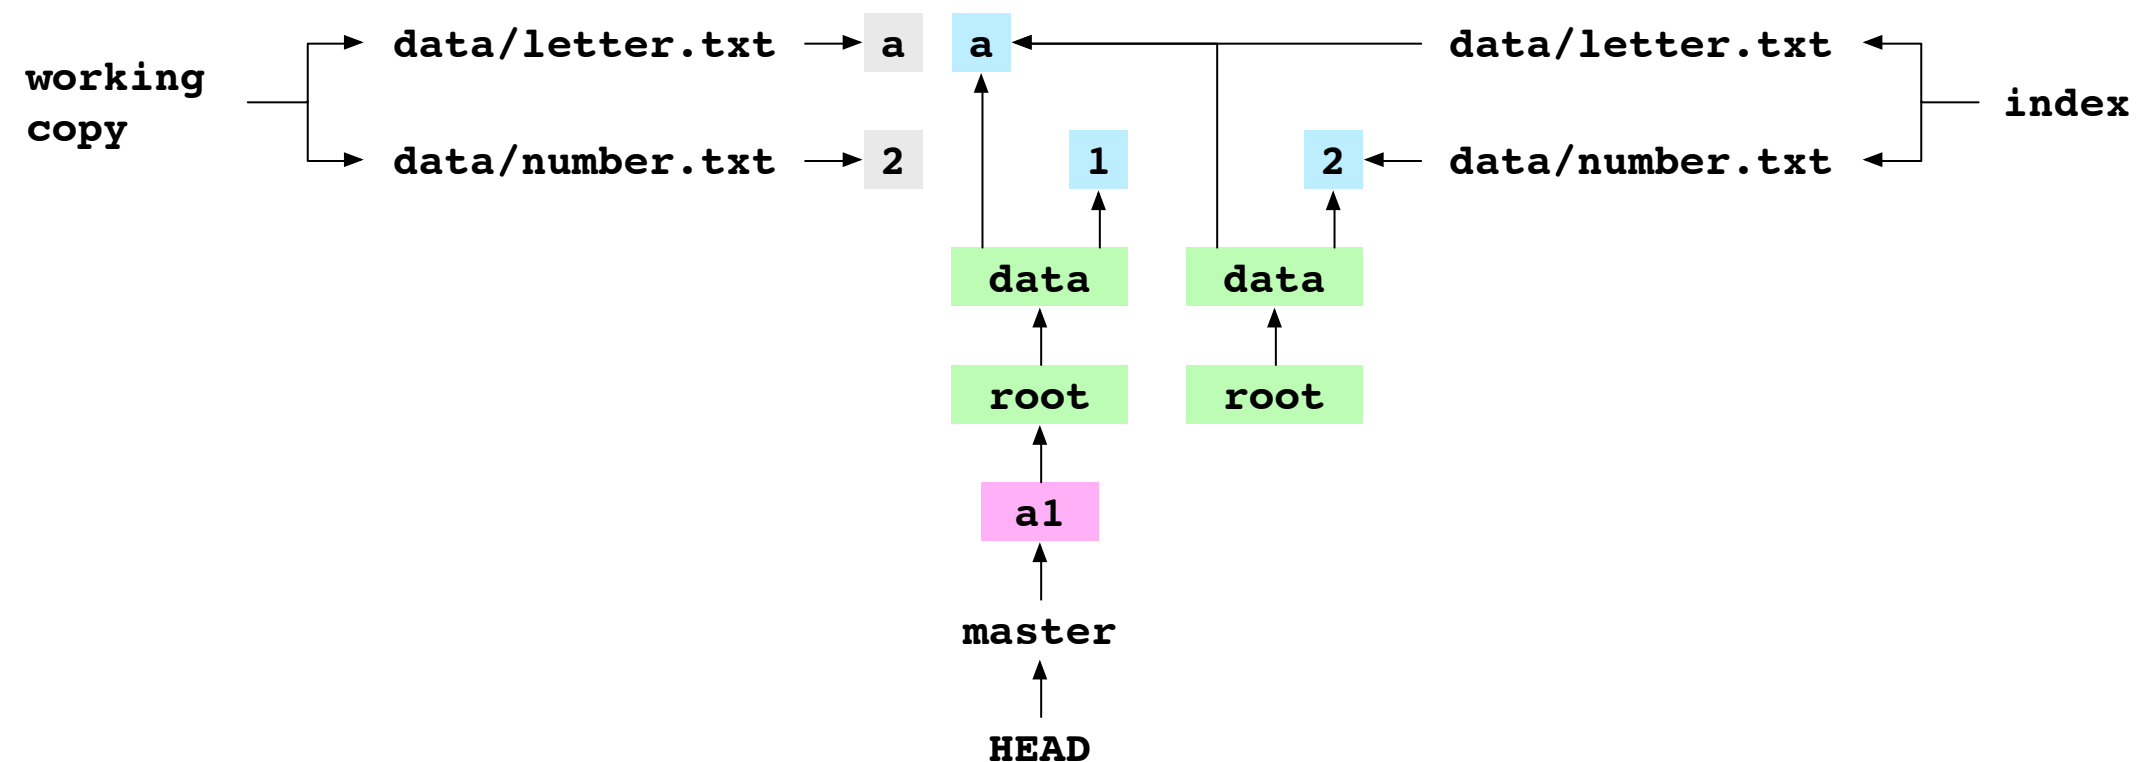 data/letter.txt a a data/letter.txt
working
copy
index
data/number.txt 2 1 2 data/number.txt
data data
root root
a1
master
HEAD